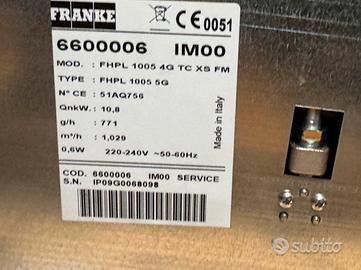 FRANKE
CE 0051
6600006 IM00
MOD. : FHPL 1005 4G TC XS FM
TYPE : FHPL 1005 5G
N° CE : 51AQ756
Qnkw. : 10,8
g/h : 771
m³/h : 1,029
0,6W 220-240V ~50-60Hz
Made in Italy
COD. 6600006 IM00 SERVICE
S.N. IP09G0068098
subito